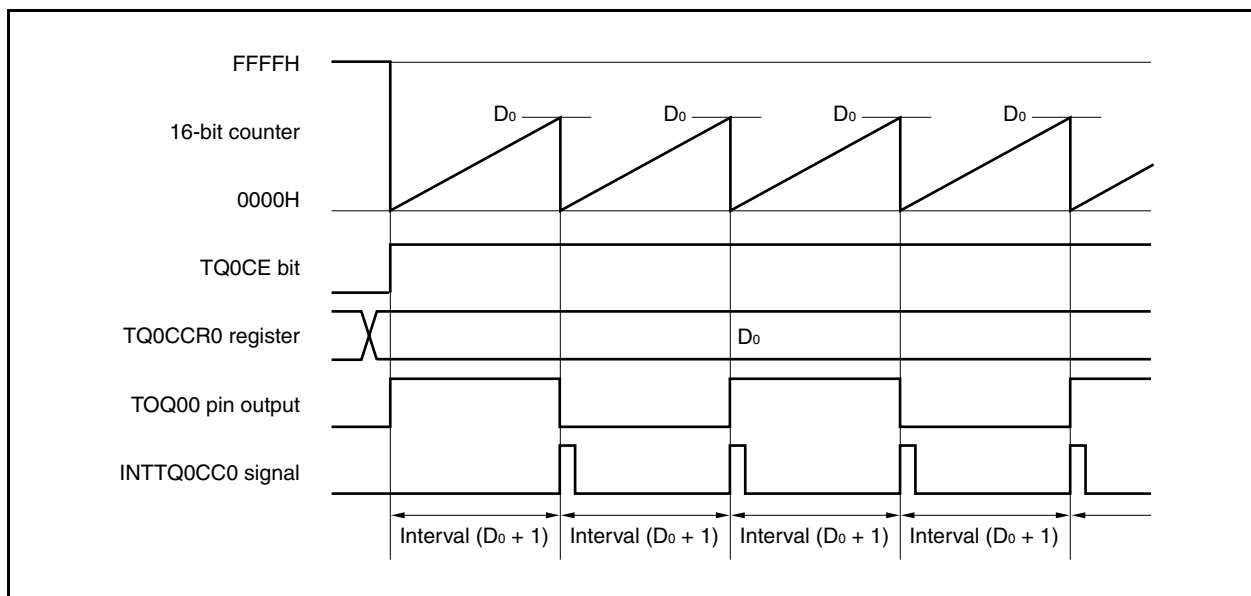 FFFFH
D0 D0 D0 D0
16-bit counter
0000H
TQ0CE bit
TQ0CCR0 register
D0
TOQ00 pin output
INTTQ0CC0 signal
Interval (D0 + 1) Interval (D0 + 1) Interval (D0 + 1) Interval (D0 + 1)